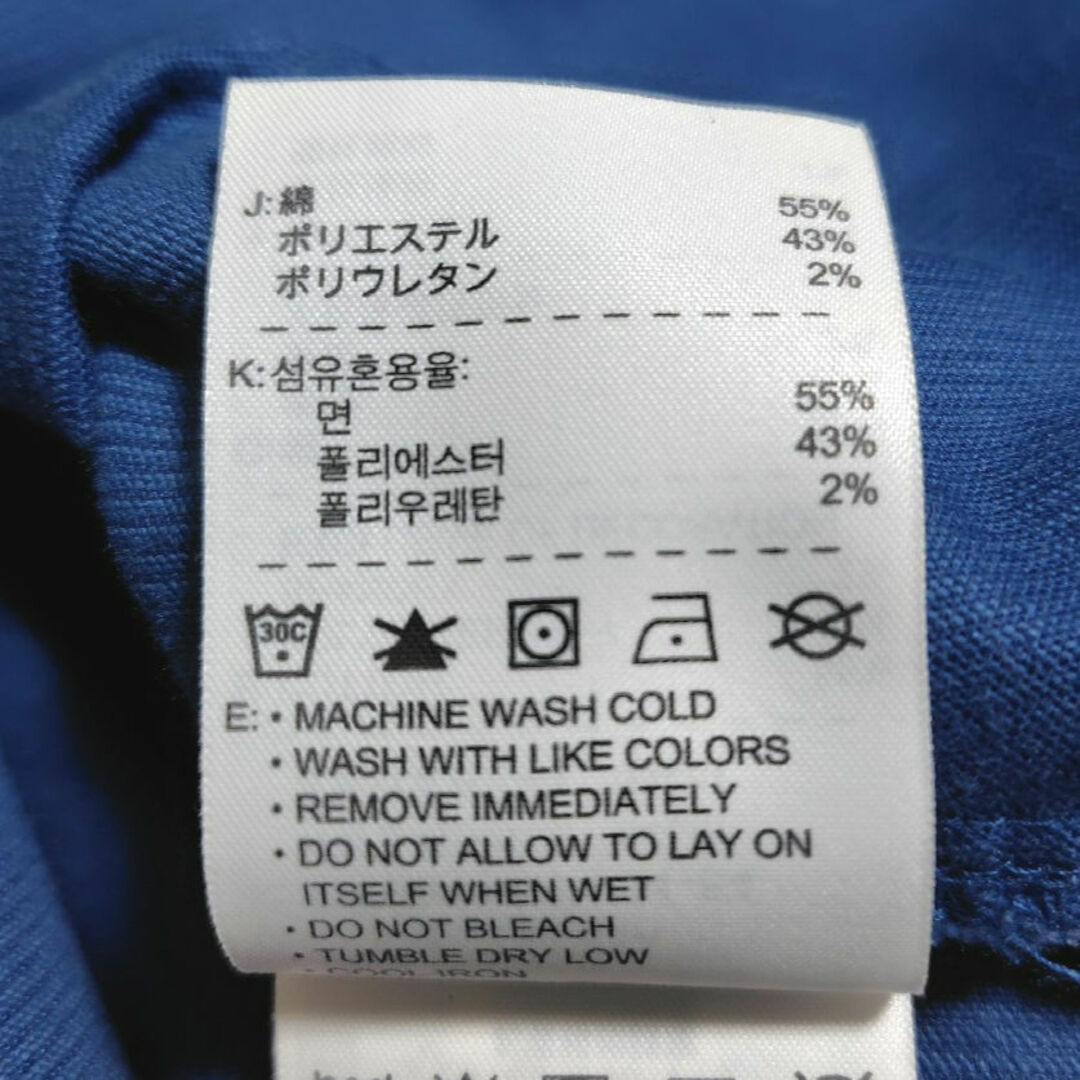 J:綿 55%
ポリエステル 43%
ポリウレタン 2%
K:섬유혼용율:
면 55%
폴리에스터 43%
폴리우레탄 2%
30C
E: • MACHINE WASH COLD
• WASH WITH LIKE COLORS
• REMOVE IMMEDIATELY
• DO NOT ALLOW TO LAY ON
ITSELF WHEN WET
• DO NOT BLEACH
• TUMBLE DRY LOW
• COOL IRON